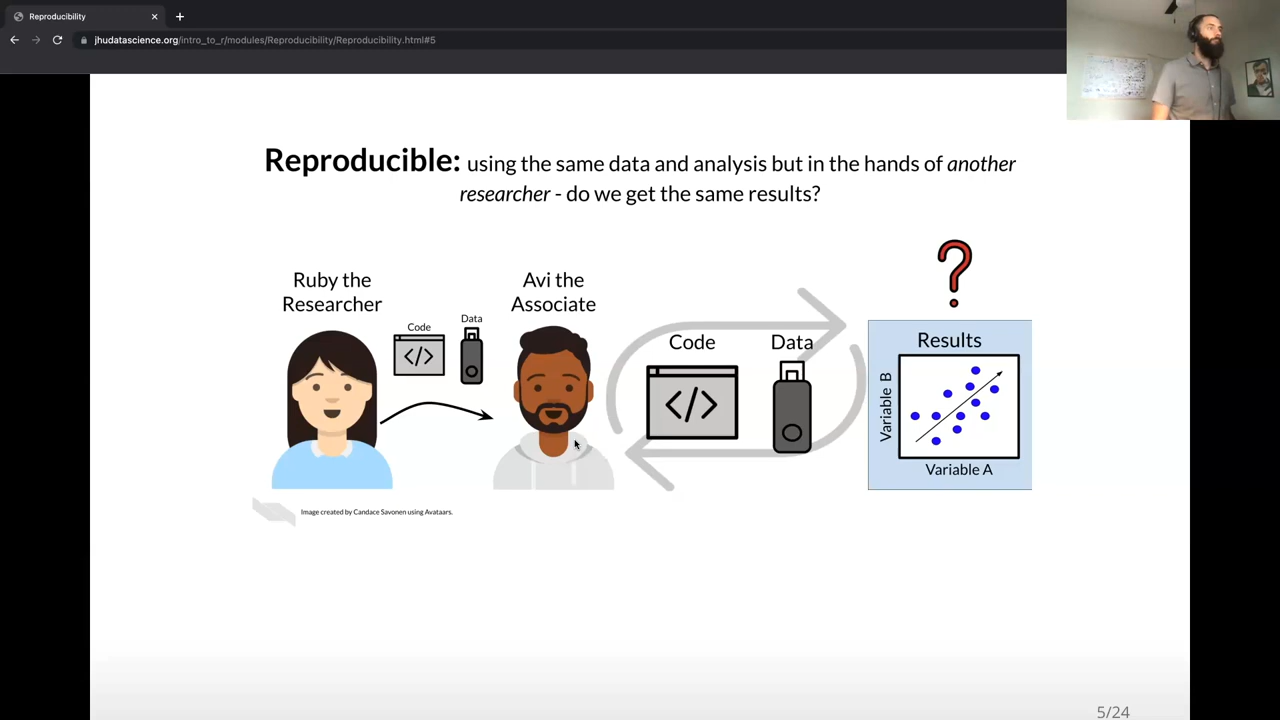 Reproducibility
jhudatascience.org/intro_to_r/modules/Reproducibility/Reproducibility.html#5
Reproducible: using the same data and analysis but in the hands of another
researcher - do we get the same results?
?
Ruby the
Researcher
Code
</>
Data
Avi the
Associate
Code
</>
Data
Results
Variable B
Variable A
Image created by Candace Savonen using Avataars.
5/24